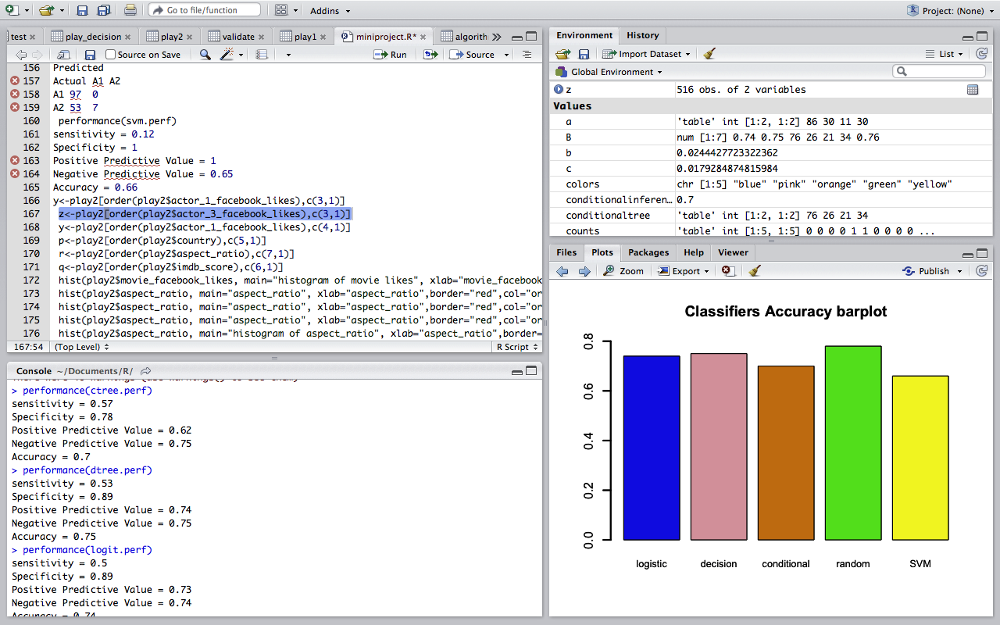 Go to file/function
Addins
Project: (None)
test
play_decision
play2
validate
play1
miniproject.R*
algorith
Source on Save
Run
Source
156 Predicted
157 Actual A1 A2
158 A1 97  0
159 A2 53  7
160  performance(svm.perf)
161 sensitivity = 0.12
162 Specificity = 1
163 Positive Predictive Value = 1
164 Negative Predictive Value = 0.65
165 Accuracy = 0.66
166 y<-play2[order(play2$actor_1_facebook_likes),c(3,1)]
167  z<-play2[order(play2$actor_3_facebook_likes),c(3,1)]
168  y<-play2[order(play2$actor_1_facebook_likes),c(4,1)]
169  p<-play2[order(play2$country),c(5,1)]
170  r<-play2[order(play2$aspect_ratio),c(7,1)]
171  q<-play2[order(play2$imdb_score),c(6,1)]
172  hist(play2$movie_facebook_likes, main="histogram of movie likes", xlab="movie_facebook
173  hist(play2$aspect_ratio, main="aspect_ratio", xlab="aspect_ratio",border="red",col="or
174  hist(play2$aspect_ratio, main="aspect_ratio", xlab="aspect_ratio",border="red",col="or
175  hist(play2$aspect_ratio, main="aspect_ratio", xlab="aspect_ratio",border="red",col="or
176  hist(play2$aspect_ratio, main="histogram of aspect_ratio", xlab="aspect_ratio",border=
167:54 (Top Level) R Script
Console ~/Documents/R/
> performance(ctree.perf)
sensitivity = 0.57
Specificity = 0.78
Positive Predictive Value = 0.62
Negative Predictive Value = 0.75
Accuracy = 0.7
> performance(dtree.perf)
sensitivity = 0.53
Specificity = 0.89
Positive Predictive Value = 0.74
Negative Predictive Value = 0.75
Accuracy = 0.75
> performance(logit.perf)
sensitivity = 0.5
Specificity = 0.89
Positive Predictive Value = 0.73
Negative Predictive Value = 0.74
Accuracy = 0.74
Environment History
Import Dataset List
Global Environment
z 516 obs. of 2 variables
Values
a 'table' int [1:2, 1:2] 86 30 11 30
B num [1:7] 0.74 0.75 76 26 21 34 0.76
b 0.0244427723322362
c 0.0179284874815984
colors chr [1:5] "blue" "pink" "orange" "green" "yellow"
conditionalinferen… 0.7
conditionaltree 'table' int [1:2, 1:2] 76 26 21 34
counts 'table' int [1:5, 1:5] 0 0 0 0 1 1 0 0 0 0 ...
Files Plots Packages Help Viewer
Zoom Export Publish
Classifiers Accuracy barplot
0.8
0.6
0.4
0.2
0.0
logistic decision conditional random SVM